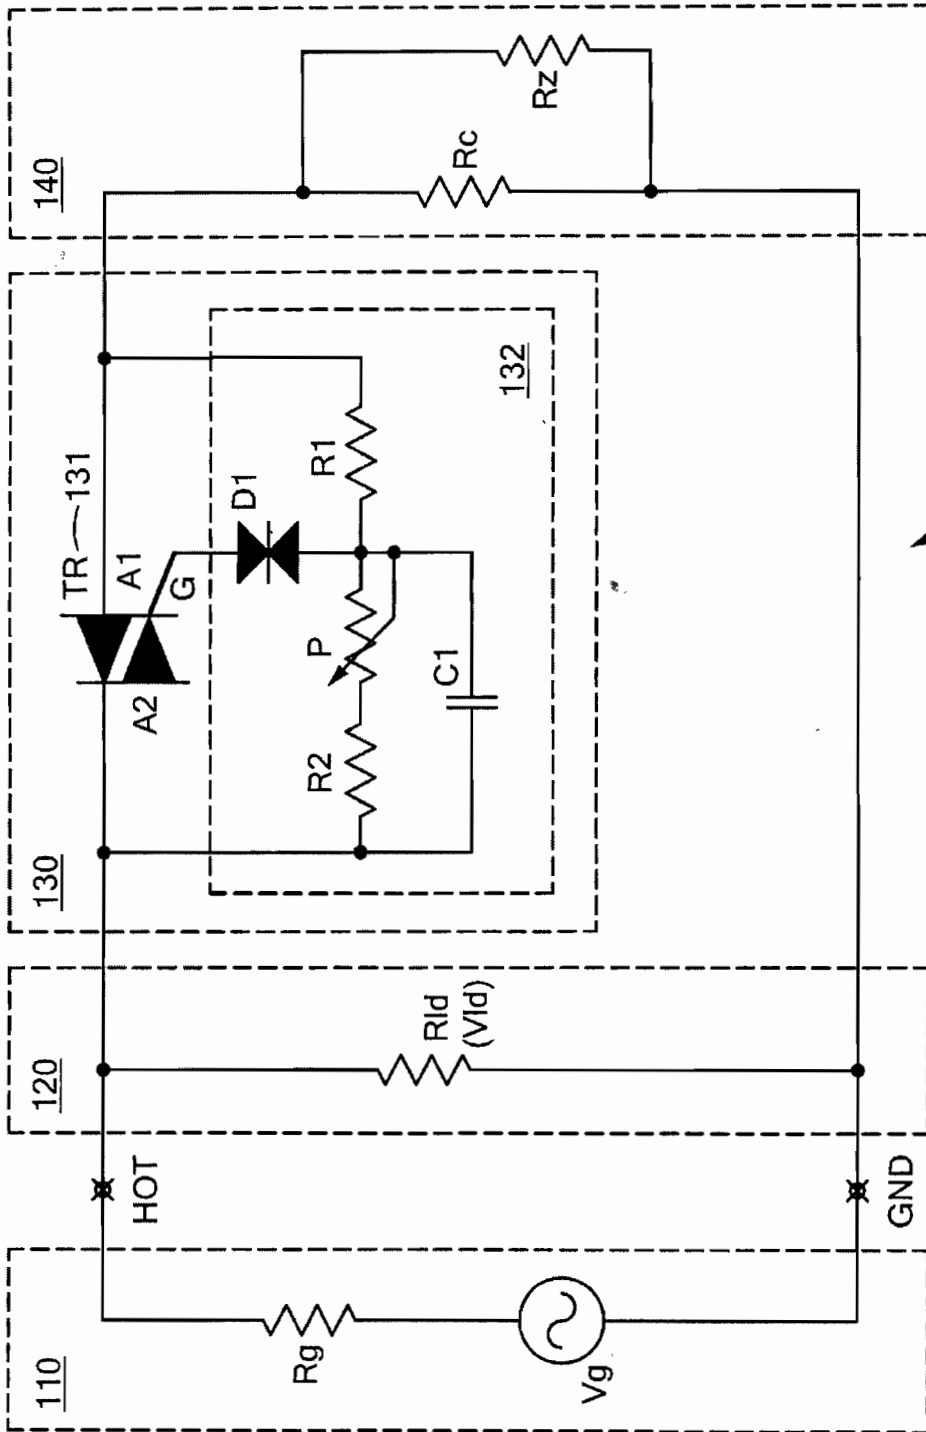 110
Rg
Vg
HOT
GND
120
Rld
(Vld)
130
TR
131
A1
A2
G
D1
132
R1
P
R2
C1
140
Rc
Rz